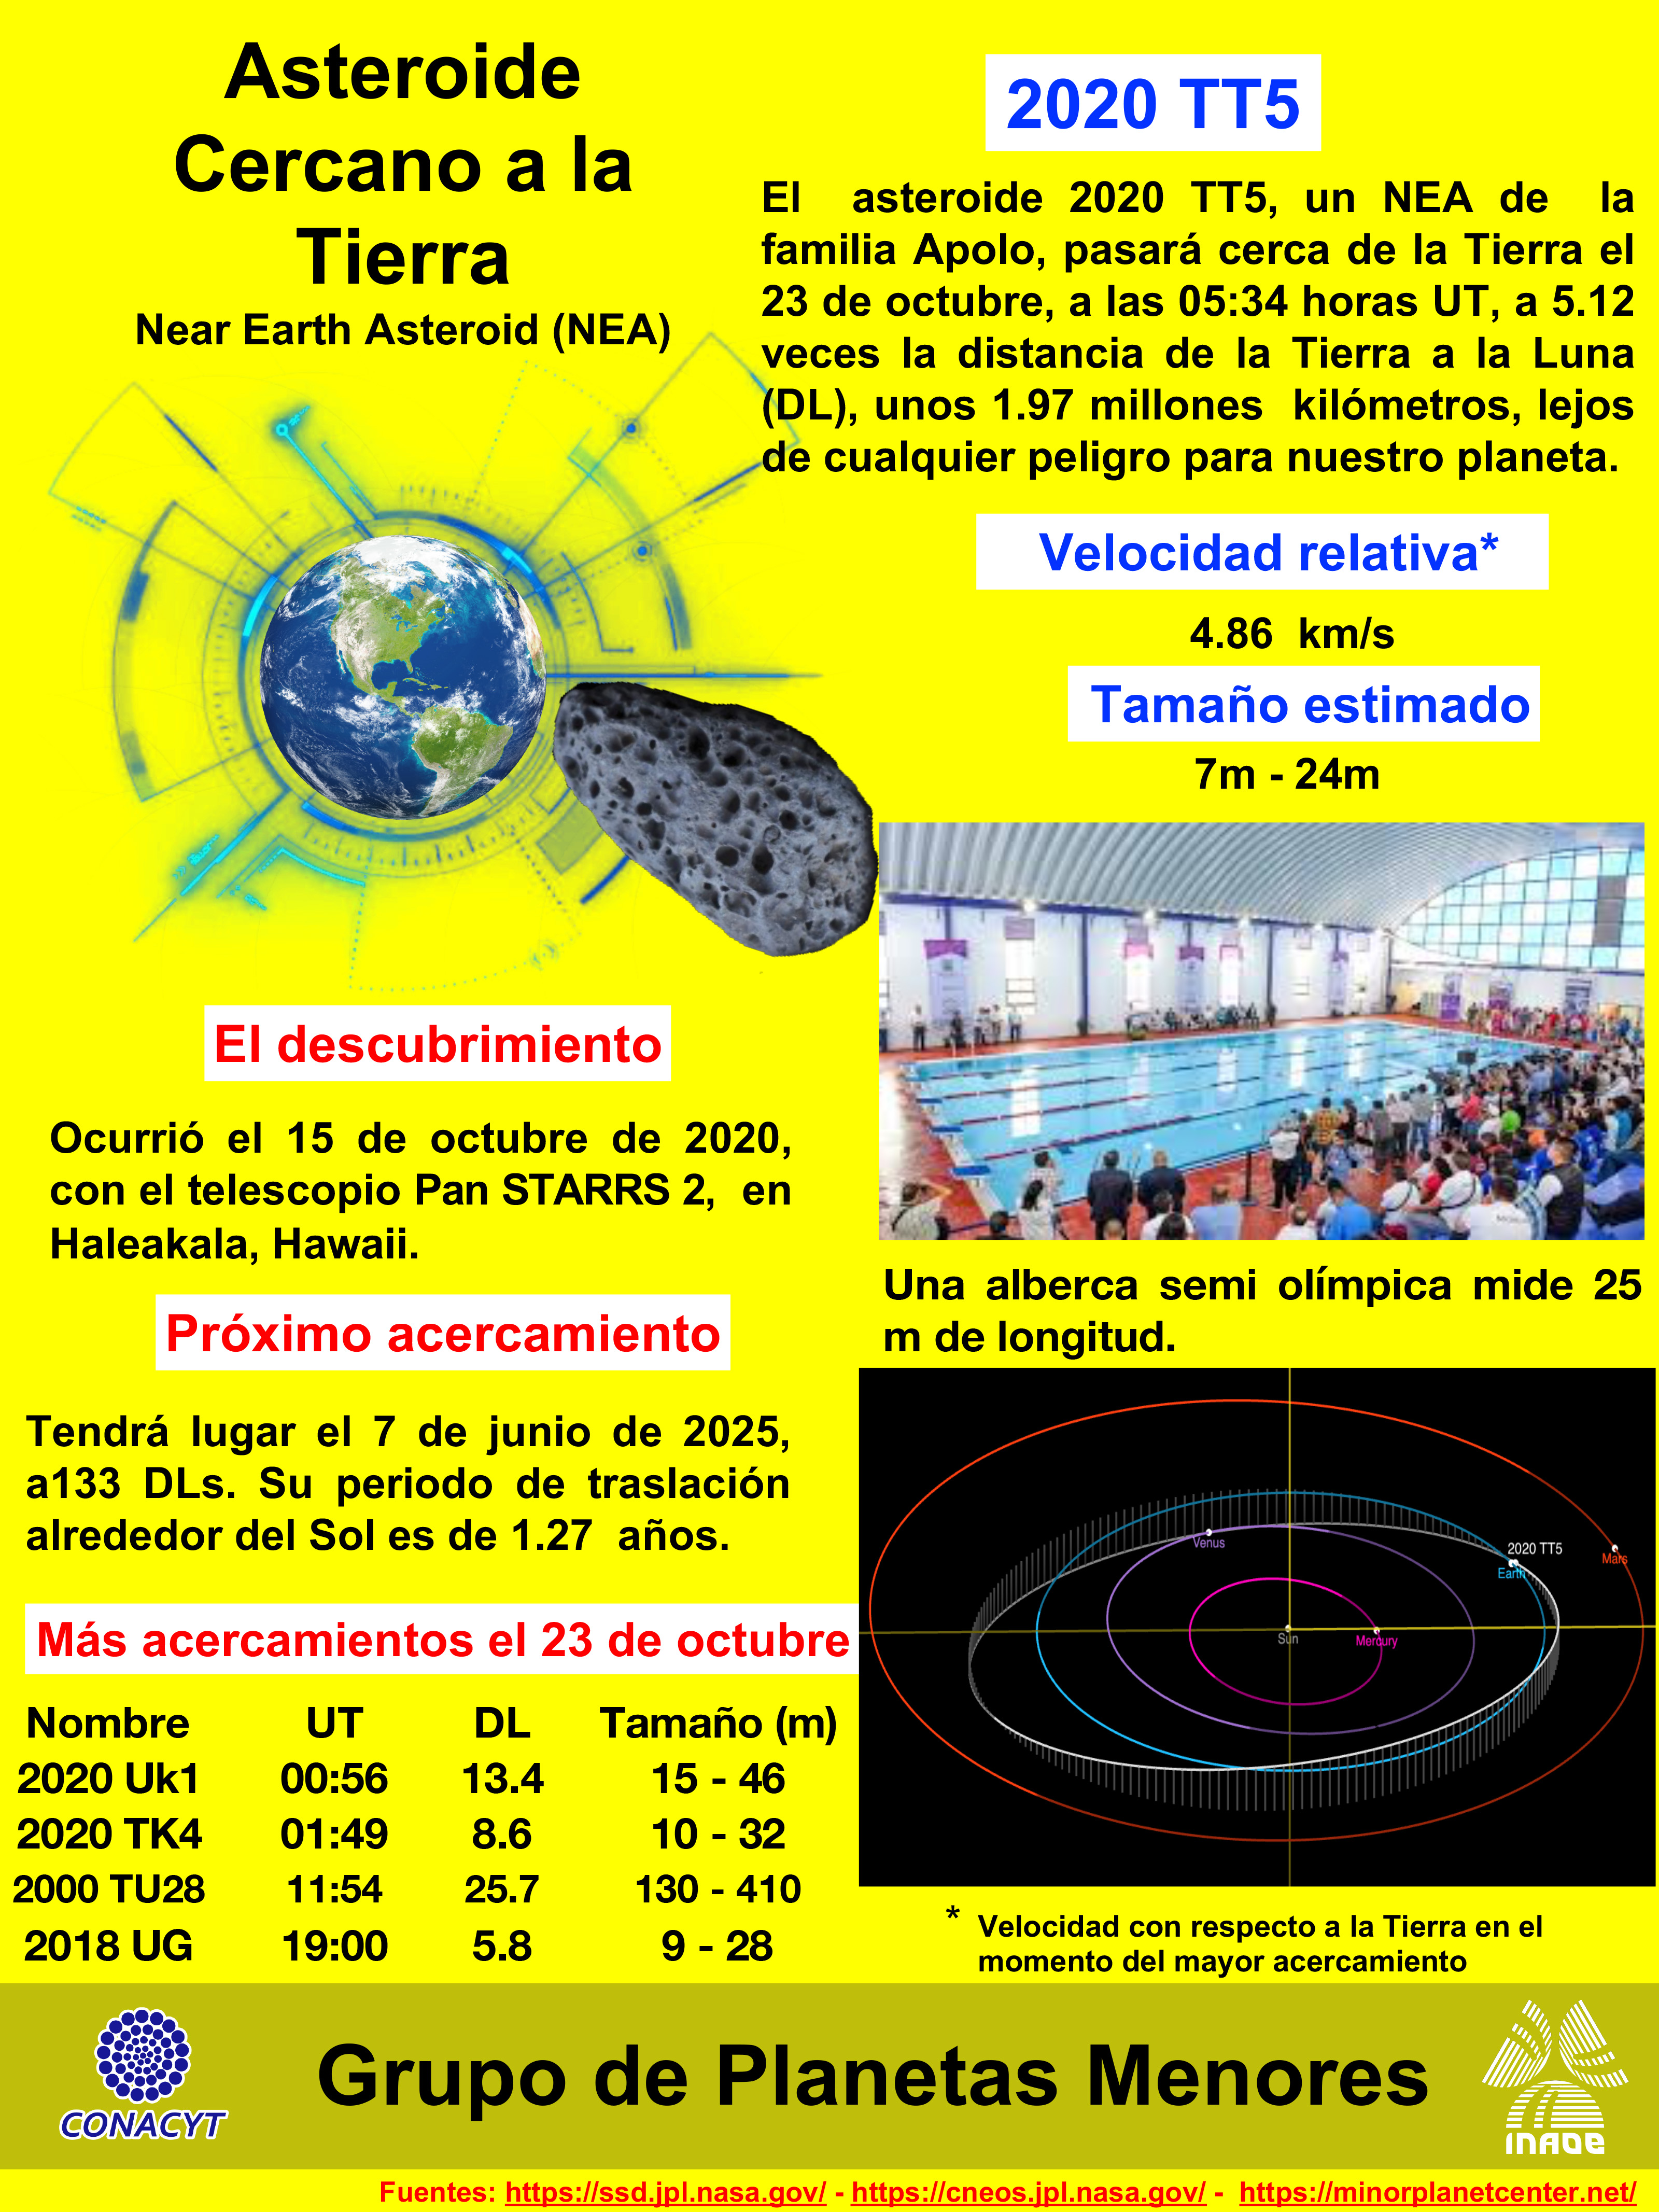 Asteroide
Cercano a la
Tierra
Near Earth Asteroid (NEA)
2020 TT5
El asteroide 2020 TT5, un NEA de la
familia Apolo, pasará cerca de la Tierra el
23 de octubre, a las 05:34 horas UT, a 5.12
veces la distancia de la Tierra a la Luna
(DL), unos 1.97 millones kilómetros, lejos
de cualquier peligro para nuestro planeta.
Velocidad relativa*
4.86 km/s
Tamaño estimado
7m - 24m
El descubrimiento
Ocurrió el 15 de octubre de 2020,
con el telescopio Pan STARRS 2, en
Haleakala, Hawaii.
Una alberca semi olímpica mide 25
m de longitud.
Próximo acercamiento
Tendrá lugar el 7 de junio de 2025,
a133 DLs. Su periodo de traslación
alrededor del Sol es de 1.27 años.
Venus
2020 TT5
Earth
Mars
Sun
Mercury
Más acercamientos el 23 de octubre
Nombre UT DL Tamaño (m)
2020 Uk1 00:56 13.4 15 - 46
2020 TK4 01:49 8.6 10 - 32
2000 TU28 11:54 25.7 130 - 410
2018 UG 19:00 5.8 9 - 28
* Velocidad con respecto a la Tierra en el
momento del mayor acercamiento
CONACYT
Grupo de Planetas Menores
INAOE
Fuentes: https://ssd.jpl.nasa.gov/ - https://cneos.jpl.nasa.gov/ - https://minorplanetcenter.net/